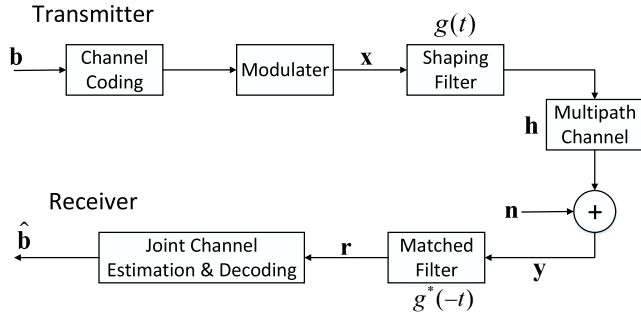 Transmitter
b
Channel
Coding
Modulater
x
g(t)
Shaping
Filter
h
Multipath
Channel
n
+
y
Receiver
b̂
Joint Channel
Estimation & Decoding
r
Matched
Filter
g*(−t)